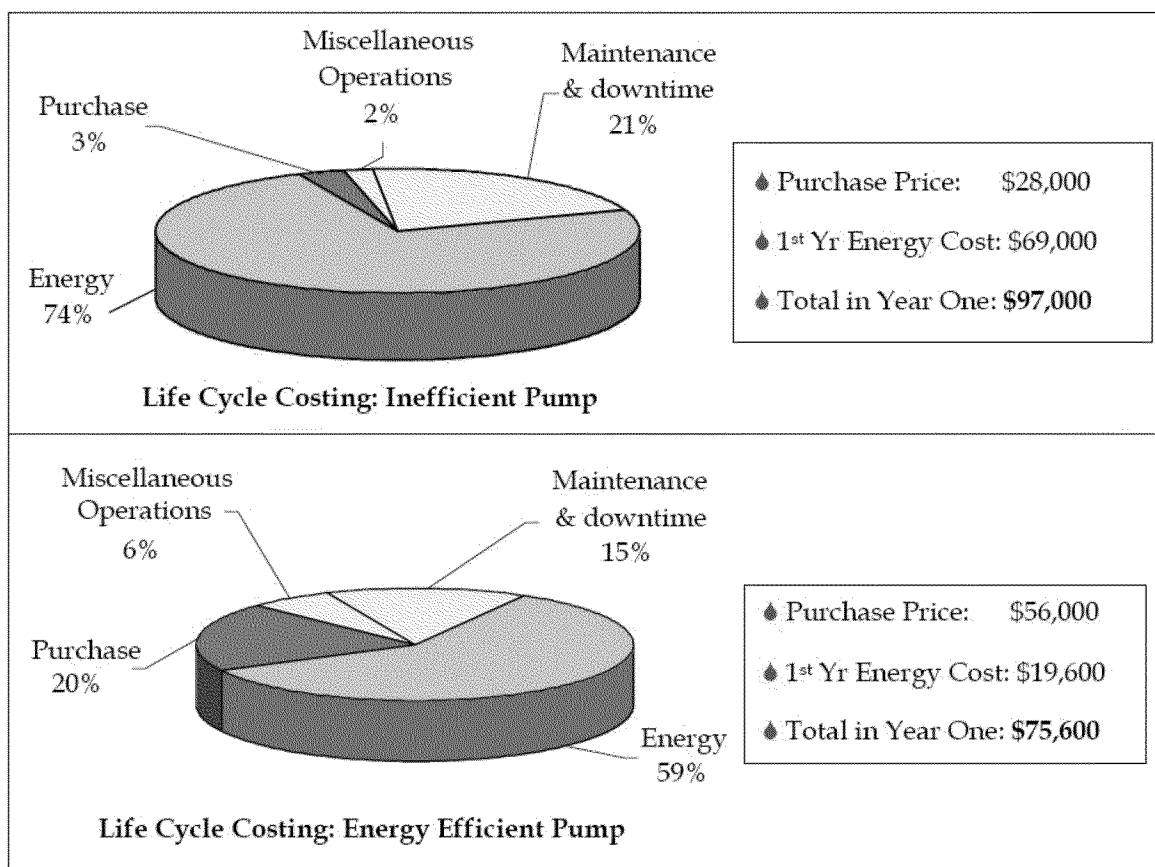 Miscellaneous
Operations
2%
Maintenance
& downtime
21%
Purchase
3%
Energy
74%
Purchase Price: $28,000
1st Yr Energy Cost: $69,000
Total in Year One: $97,000
Life Cycle Costing: Inefficient Pump
Miscellaneous
Operations
6%
Maintenance
& downtime
15%
Purchase
20%
Energy
59%
Purchase Price: $56,000
1st Yr Energy Cost: $19,600
Total in Year One: $75,600
Life Cycle Costing: Energy Efficient Pump